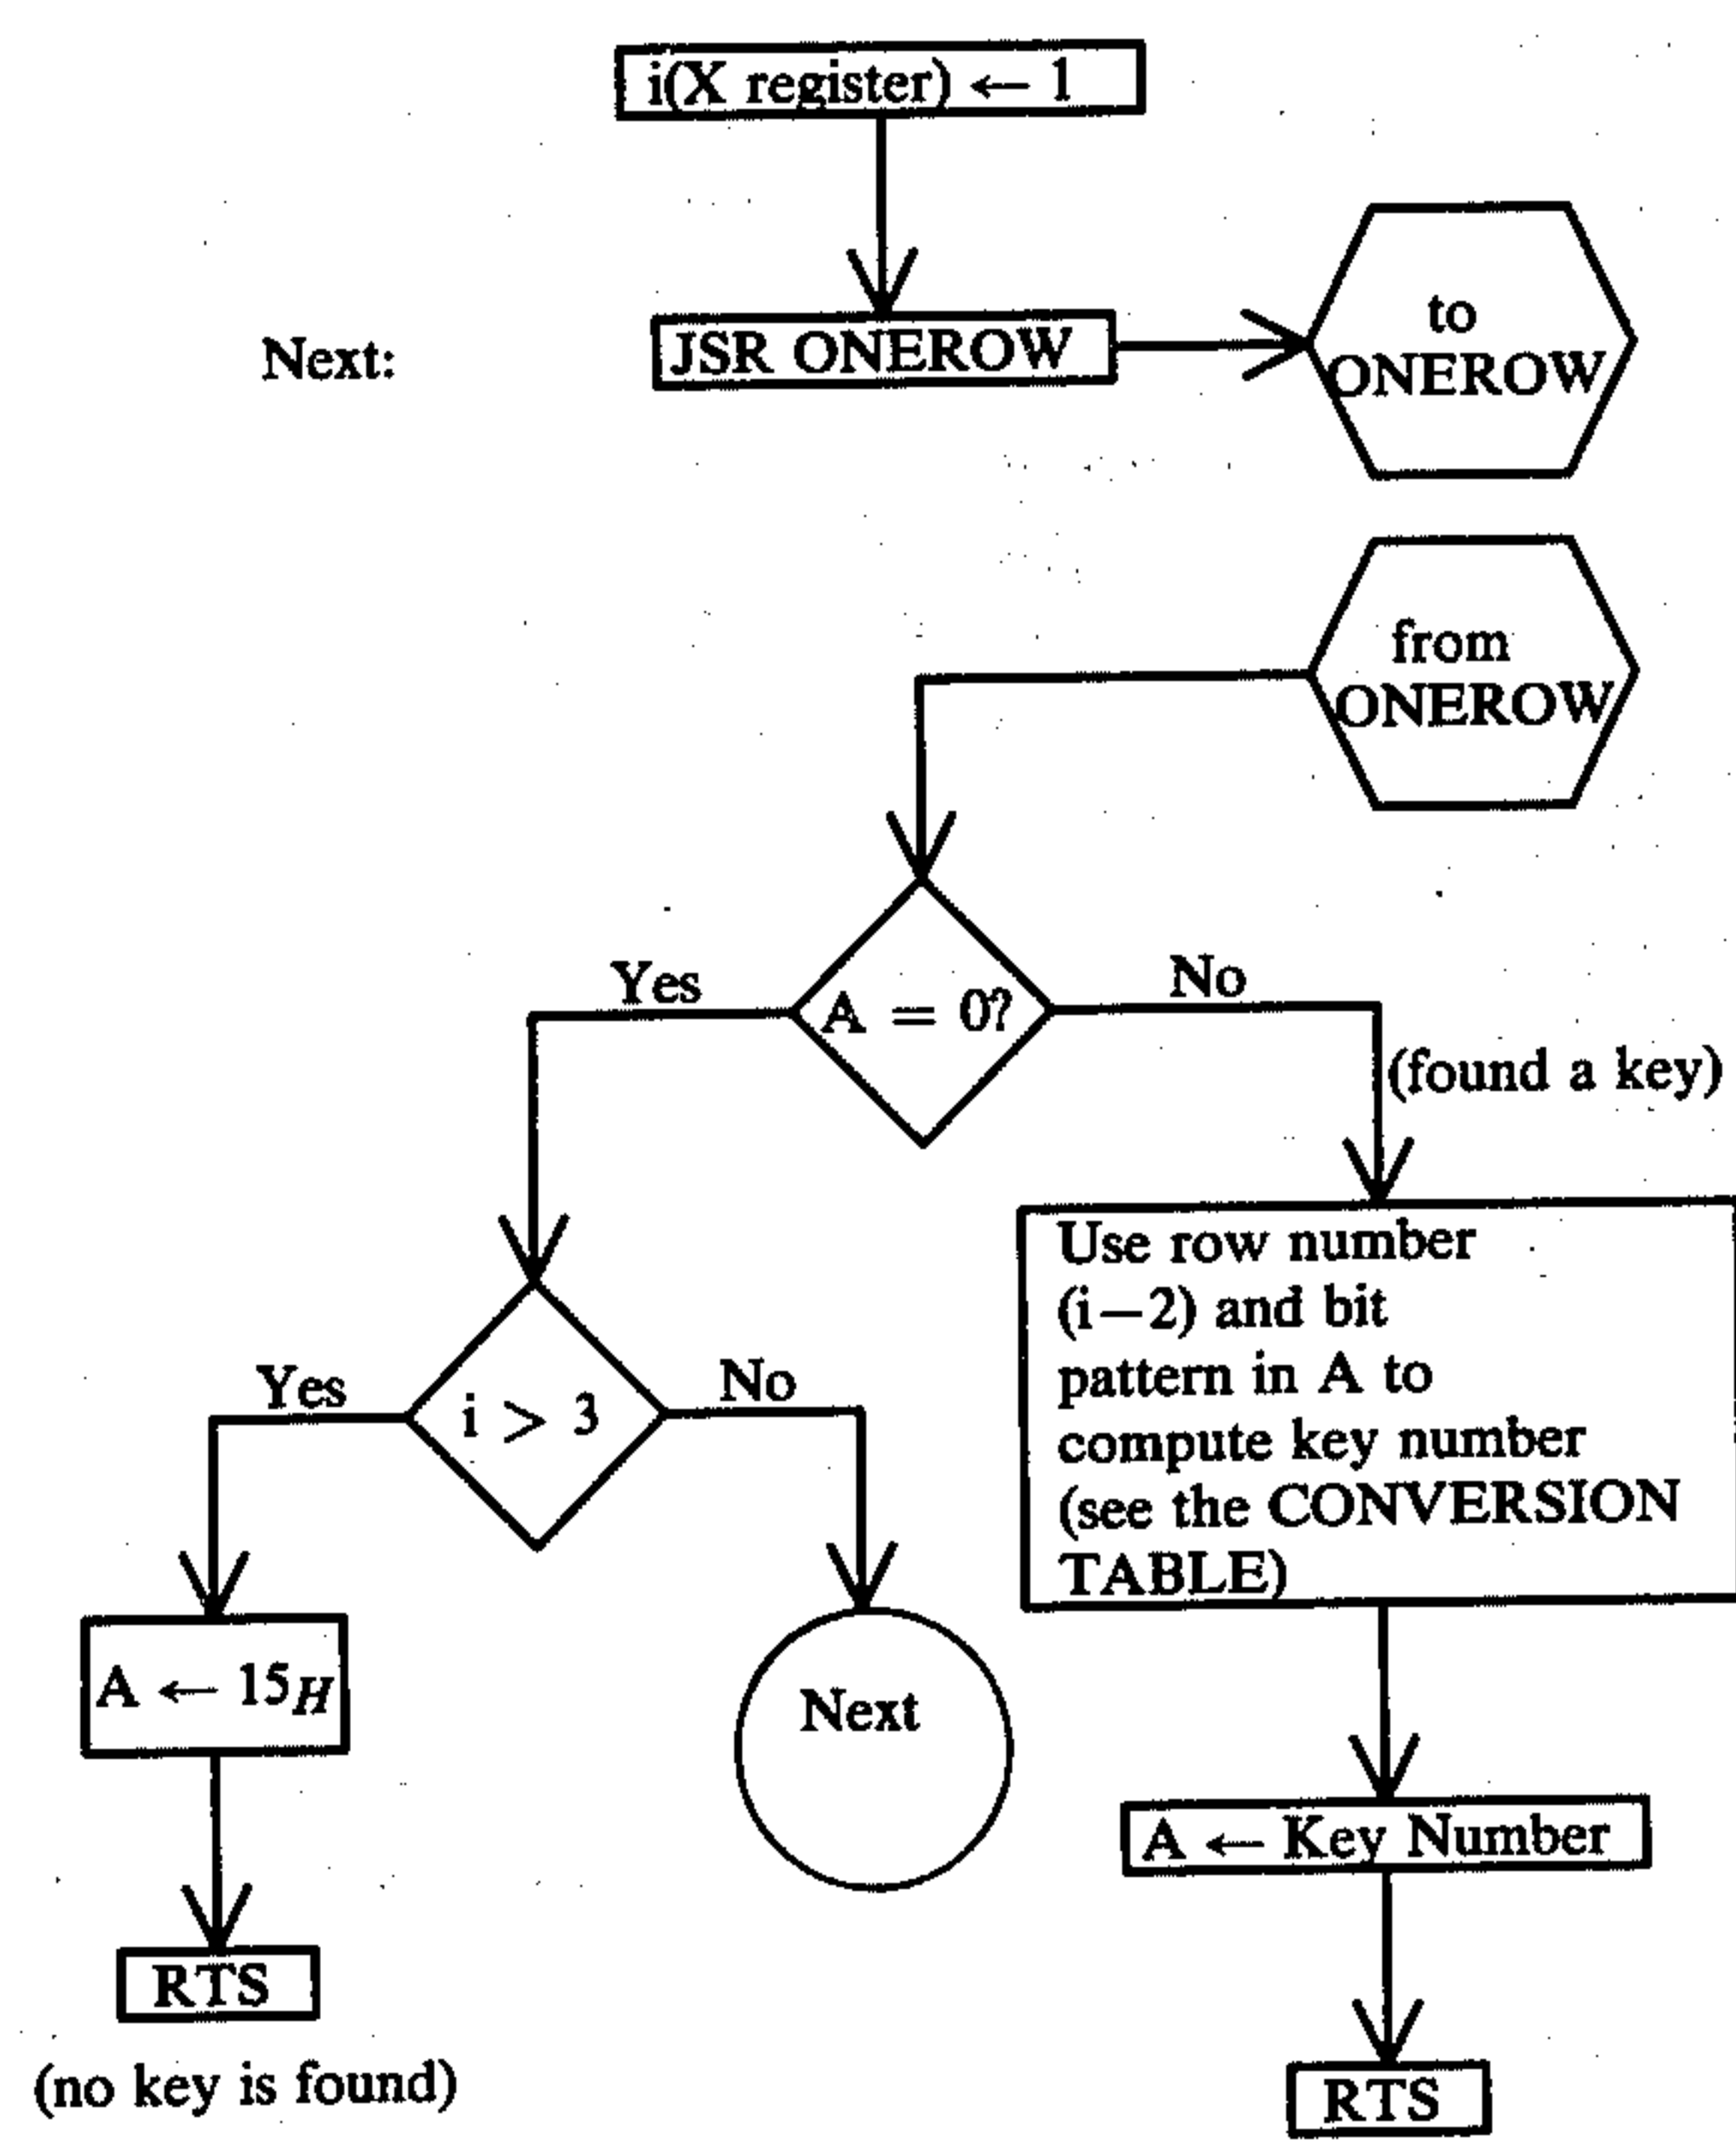 i(X register) ← 1
Next:
JSR ONEROW
to
ONEROW
from
ONEROW
Yes
No
A = 0?
(found a key)
Use row number
(i−2) and bit
pattern in A to
compute key number
(see the CONVERSION
TABLE)
Yes
No
i > 3
A ← 15H
Next
A ← Key Number
RTS
(no key is found)
RTS